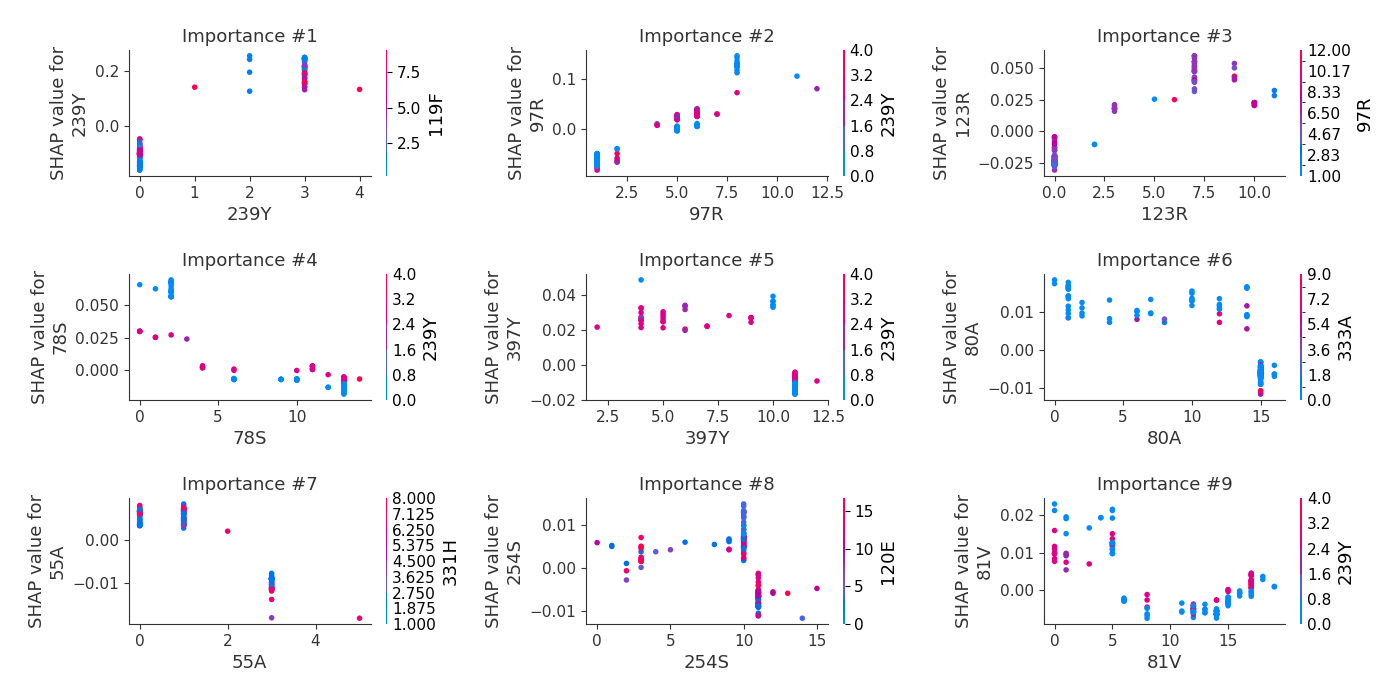 Importance #1
SHAP value for
239Y
0.2
0.0
0 1 2 3 4
239Y
7.5
5.0
2.5
119F
Importance #2
SHAP value for
97R
0.1
0.0
2.5 5.0 7.5 10.0 12.5
97R
4.0
3.2
2.4
1.6
0.8
0.0
239Y
Importance #3
SHAP value for
123R
0.050
0.025
0.000
−0.025
0.0 2.5 5.0 7.5 10.0
123R
12.00
10.17
8.33
6.50
4.67
2.83
1.00
97R
Importance #4
SHAP value for
78S
0.050
0.025
0.000
0 5 10
78S
4.0
3.2
2.4
1.6
0.8
0.0
239Y
Importance #5
SHAP value for
397Y
0.04
0.02
0.00
−0.02
2.5 5.0 7.5 10.0 12.5
397Y
4.0
3.2
2.4
1.6
0.8
0.0
239Y
Importance #6
SHAP value for
80A
0.01
0.00
−0.01
0 5 10 15
80A
9.0
7.2
5.4
3.6
1.8
0.0
333A
Importance #7
SHAP value for
55A
0.00
−0.01
0 2 4
55A
8.000
7.125
6.250
5.375
4.500
3.625
2.750
1.875
1.000
331H
Importance #8
SHAP value for
254S
0.01
0.00
−0.01
0 5 10 15
254S
15
10
5
0
120E
Importance #9
SHAP value for
81V
0.02
0.01
0.00
0 5 10 15
81V
4.0
3.2
2.4
1.6
0.8
0.0
239Y